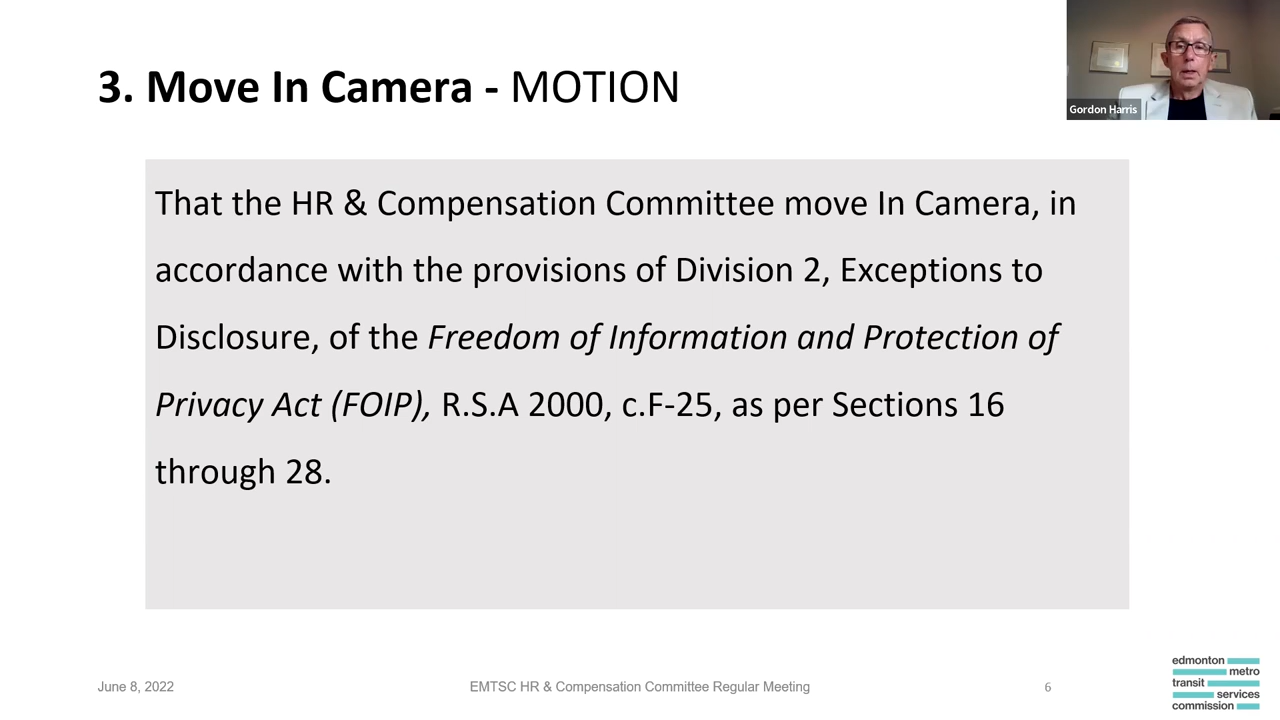 3. Move In Camera - MOTION
Gordon Harris
That the HR & Compensation Committee move In Camera, in
accordance with the provisions of Division 2, Exceptions to
Disclosure, of the Freedom of Information and Protection of
Privacy Act (FOIP), R.S.A 2000, c.F-25, as per Sections 16
through 28.
June 8, 2022
EMTSC HR & Compensation Committee Regular Meeting
6
edmonton
metro
transit
services
commission